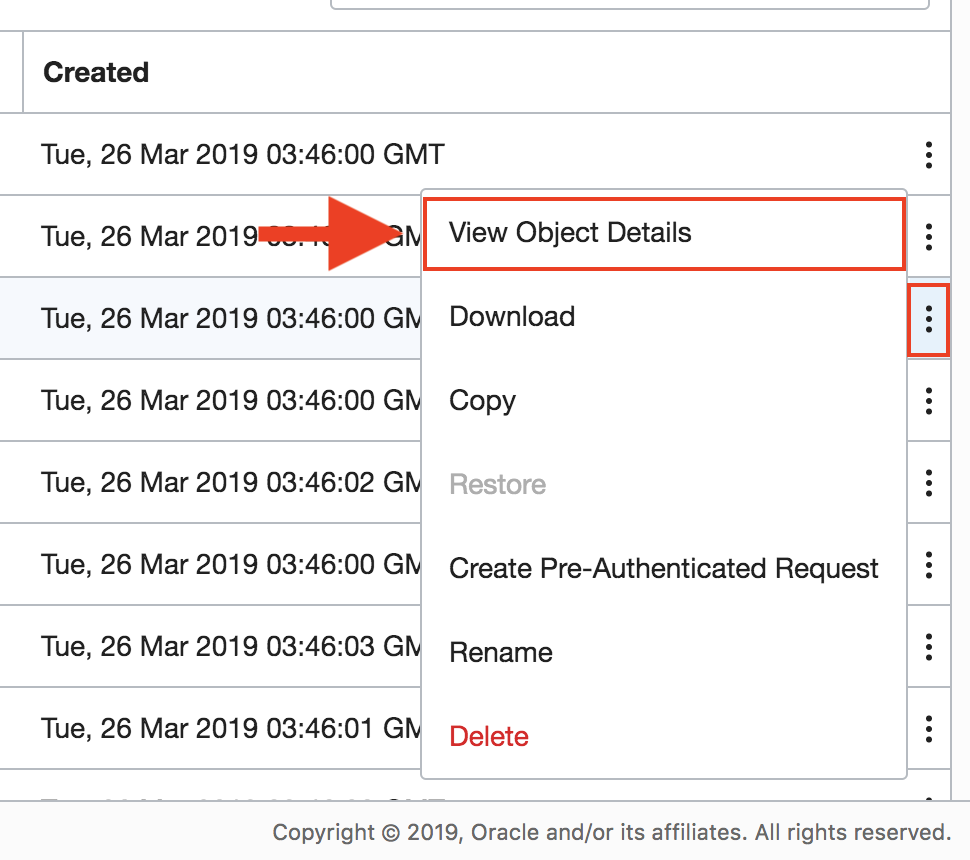 Created
Tue, 26 Mar 2019 03:46:00 GMT
Tue, 26 Mar 2019
View Object Details
Tue, 26 Mar 2019 03:46:00 GM
Download
Tue, 26 Mar 2019 03:46:00 GM
Copy
Tue, 26 Mar 2019 03:46:02 GM
Restore
Tue, 26 Mar 2019 03:46:00 GM
Create Pre-Authenticated Request
Tue, 26 Mar 2019 03:46:03 GM
Rename
Tue, 26 Mar 2019 03:46:01 GM
Delete
Copyright © 2019, Oracle and/or its affiliates. All rights reserved.